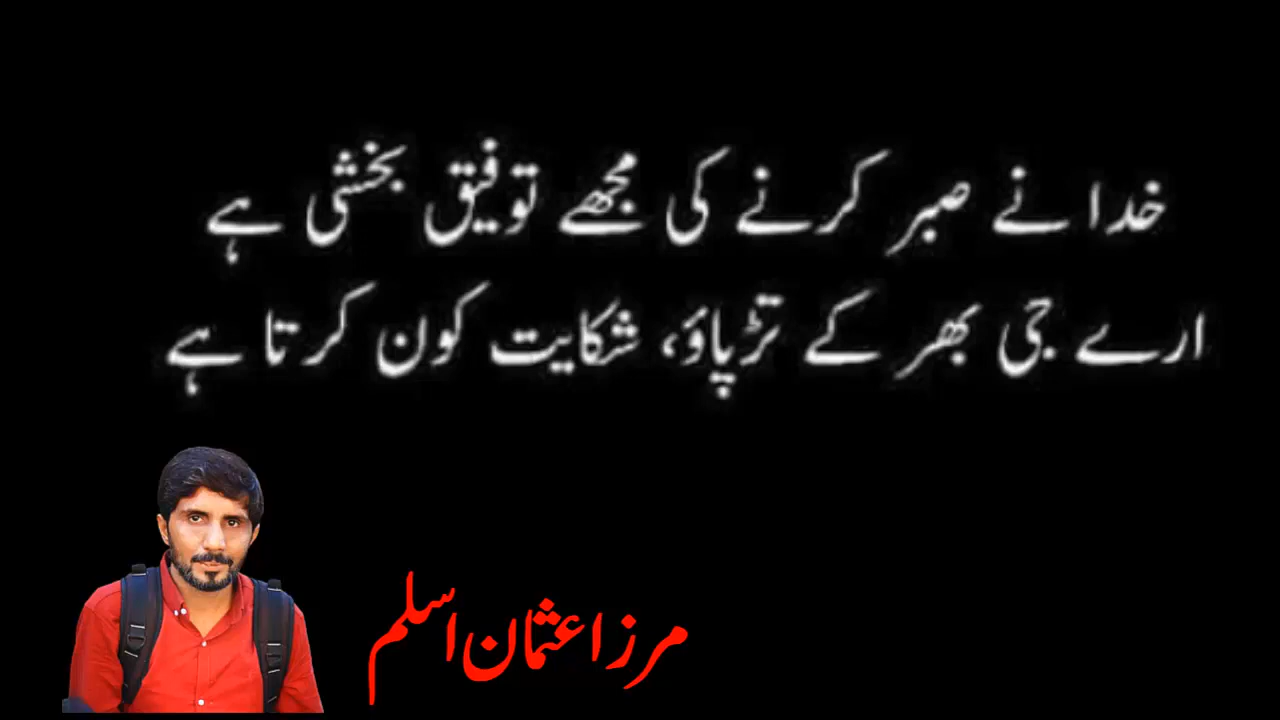 خدا نے صبر کرنے کی مجھے توفیق بخشی ہے
ارے جی بھر کے تڑپاؤ، شکایت کون کرتا ہے
مرزا عثمان اسلم